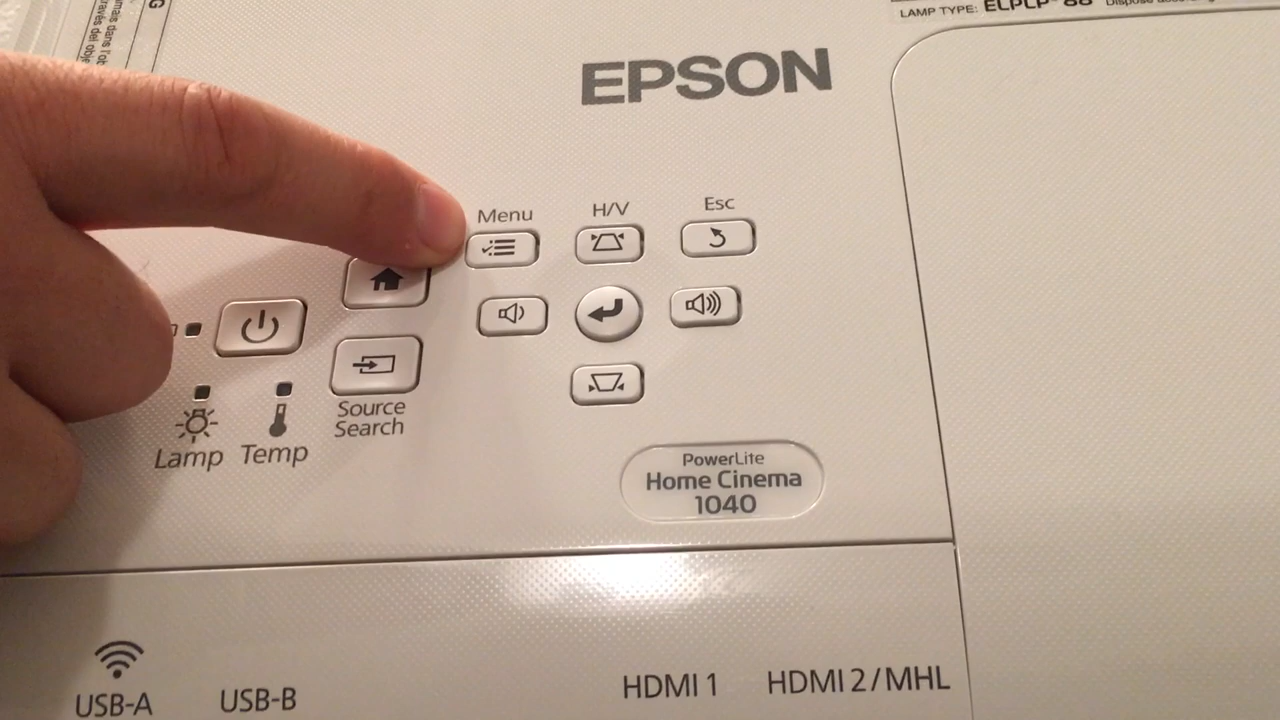 LAMP TYPE: ELPLP
EPSON
Menu
H/V
Esc
Source
Search
Lamp
Temp
PowerLite
Home Cinema
1040
USB-A
USB-B
HDMI 1
HDMI 2/MHL